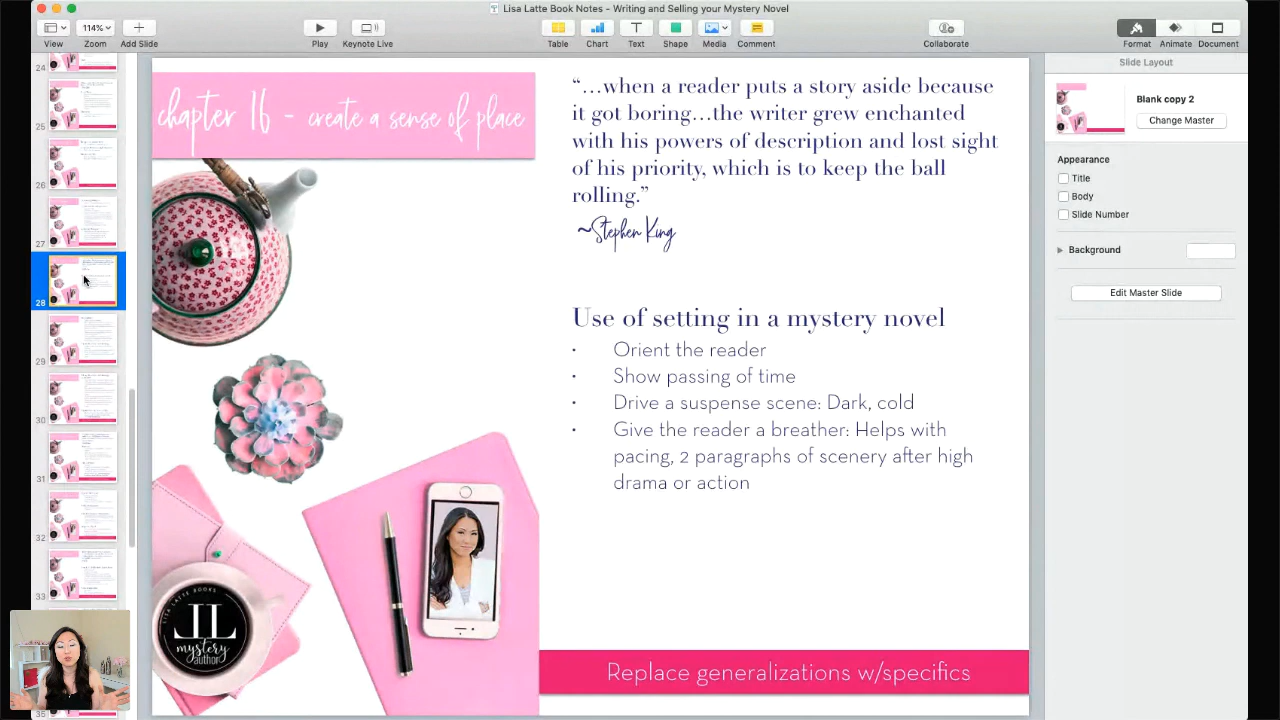 Lisa Latte Book Notes – Writing and Selling your Mystery Novel
114%
View Zoom Add Slide Play Keynote Live Table Chart Text Shape Media Comment Collaborate Format Animate Document
Slide Layout
Blank copy 2
Change Master
Appearance
Title
Body
Slide Number
Background
Edit Master Slide
24
25
26
27
28
29
30
31
32
33
35
chapter - create a sense of
“…when a reader puts a story aside because
it got boring…the winter grew enchanted
with his powers of description and loss sight
of his priority, which is to keep the ball
rolling.”
~Stephen King
Use of setting in a mystery novel
• Orient the reader
• Show passing of time
• Drive a suspense scene: Dark, cold
• Give the reader a breather: Helps with
pacing, 2 paragraphs of scenery after high
drama or action
LISA LATTE BOOKS
LL
mystery
author
Replace generalizations w/specifics